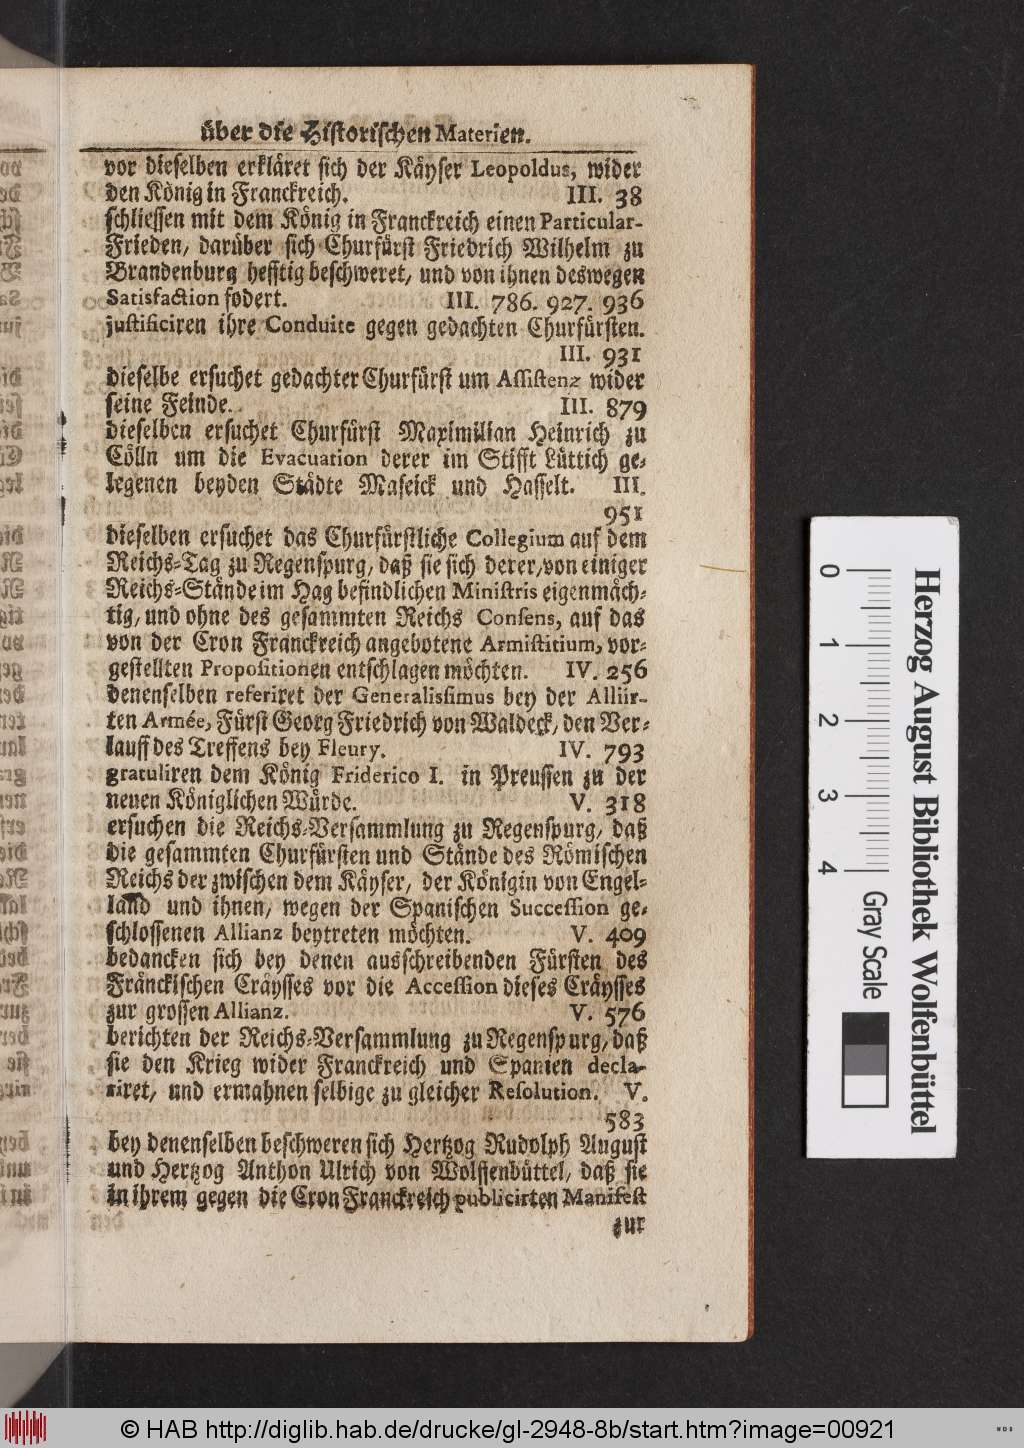 über die Historischen Materien.
vor dieselben erkläret sich der Käyser Leopoldus, wider
den König in Franckreich. III. 38
schliessen mit dem König in Franckreich einen Particular-
Frieden, darüber sich Churfürst Friedrich Wilhelm zu
Brandenburg hefftig beschweret, und von ihnen deswegen
Satisfaction fodert. III. 786. 927. 936
justificiren ihre Conduite gegen gedachten Churfürsten.
III. 931
dieselbe ersuchet gedachter Churfürst um Assistenz wider
seine Feinde. III. 879
dieselben ersuchet Churfürst Maximilian Heinrich zu
Cölln um die Evacuation derer im Stifft Lüttich ge-
legenen beyden Städte Maseick und Hasselt. III.
951
dieselben ersuchet das Churfürstliche Collegium auf dem
Reichs-Tag zu Regenspurg, daß sie sich derer, von einiger
Reichs-Stände im Hag befindlichen Ministris eigenmäch-
tig, und ohne des gesammten Reichs Consens, auf das
von der Cron Franckreich angebotene Armistitium, vor-
gestellten Propositionen entschlagen möchten. IV. 256
denenselben referiret der Generalissimus bey der Alliir-
ten Armée, Fürst Georg Friedrich von Waldeck, den Ver-
lauff des Treffens bey Fleury. IV. 793
gratuliren dem König Friderico I. in Preussen zu der
neuen Königlichen Würde. V. 318
ersuchen die Reichs-Versammlung zu Regenspurg, daß
die gesammten Churfürsten und Stände des Römischen
Reichs der zwischen dem Käyser, der Königin von Engel-
land und ihnen, wegen der Spanischen Succession ge-
schlossenen Allianz beytreten möchten. V. 409
bedancken sich bey denen ausschreibenden Fürsten des
Fränckischen Cräysses vor die Accession dieses Cräysses
zur grossen Allianz. V. 576
berichten der Reichs-Versammlung zu Regenspurg, daß
sie den Krieg wider Franckreich und Spanien decla-
riret, und ermahnen selbige zu gleicher Resolution. V.
583
bey denenselben beschweren sich Hertzog Rudolph August
und Hertzog Anthon Ulrich von Wolffenbüttel, daß sie
in ihrem gegen die Cron Franckreich publicirten Manifest
zur
0 1 2 3 4
Gray Scale
Herzog August Bibliothek Wolfenbüttel
© HAB http://diglib.hab.de/drucke/gl-2948-8b/start.htm?image=00921